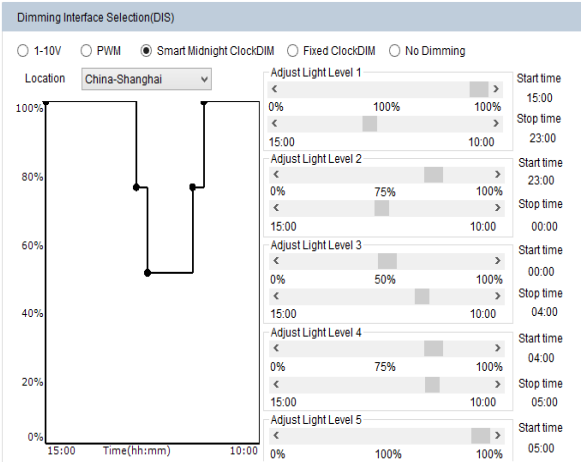 Dimming Interface Selection(DIS)
1-10V PWM Smart Midnight ClockDIM Fixed ClockDIM No Dimming
Location China-Shanghai
100%
80%
60%
40%
20%
0%
15:00 Time(hh:mm) 10:00
Adjust Light Level 1
0% 100% 100%
15:00 10:00
Start time
15:00
Stop time
23:00
Adjust Light Level 2
0% 75% 100%
15:00 10:00
Start time
23:00
Stop time
00:00
Adjust Light Level 3
0% 50% 100%
15:00 10:00
Start time
00:00
Stop time
04:00
Adjust Light Level 4
0% 75% 100%
15:00 10:00
Start time
04:00
Stop time
05:00
Adjust Light Level 5
0% 100% 100%
Start time
05:00